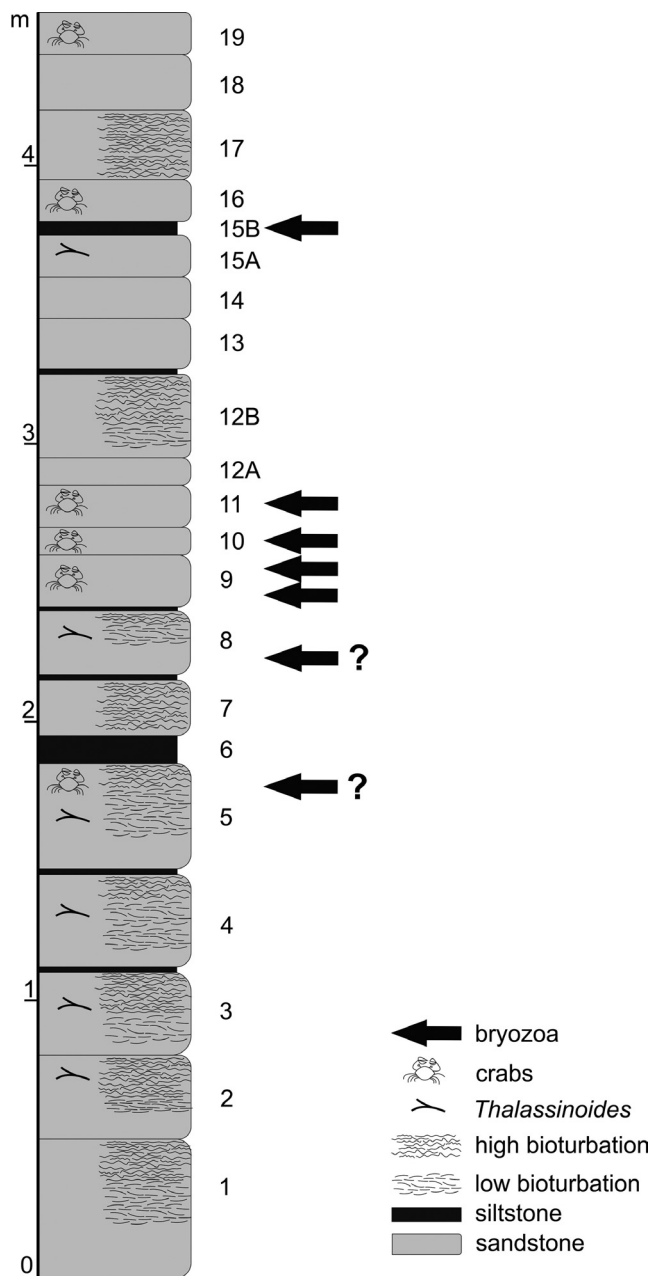 m
19
18
17
4
16
15B
15A
14
13
12B
3
12A
11
10
9
8
?
7
2
6
?
5
4
3
1
2
1
0
bryozoa
crabs
Thalassinoides
high bioturbation
low bioturbation
siltstone
sandstone